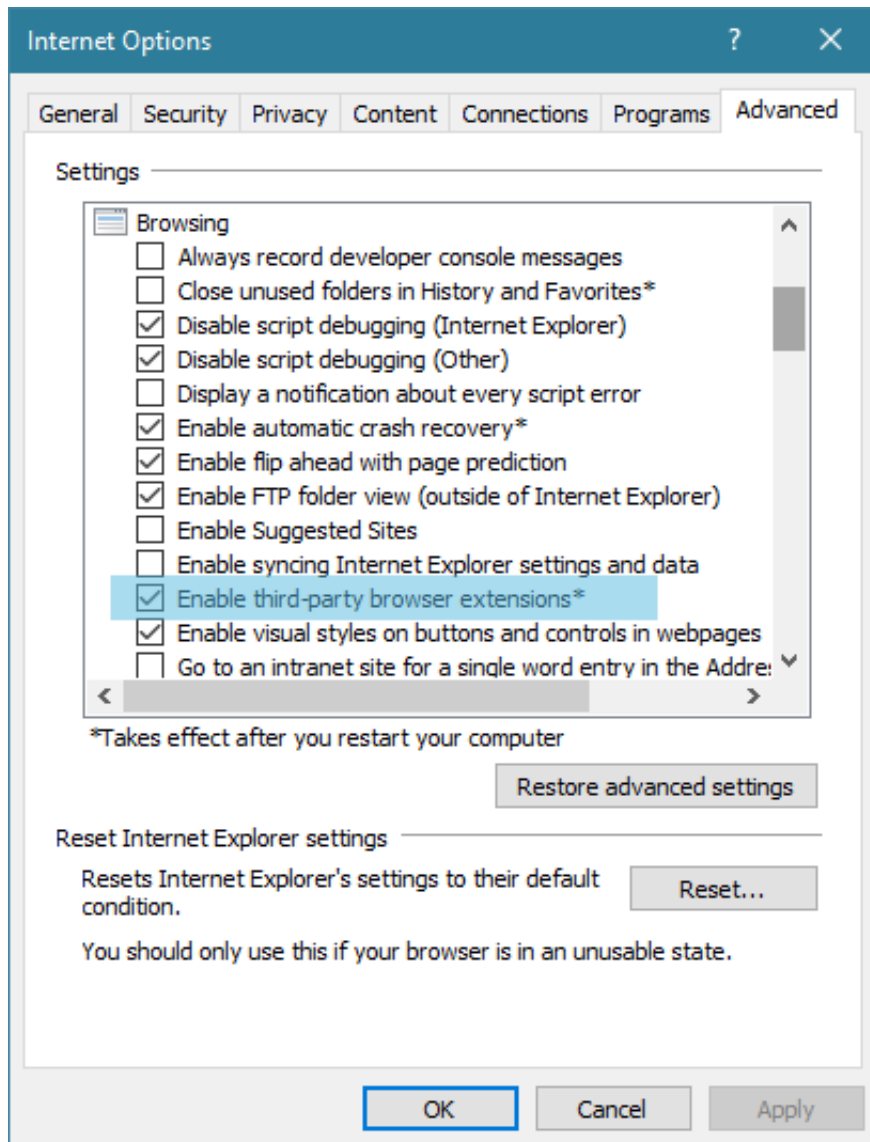 Internet Options ?
General Security Privacy Content Connections Programs Advanced
Settings
Browsing
Always record developer console messages
Close unused folders in History and Favorites*
Disable script debugging (Internet Explorer)
Disable script debugging (Other)
Display a notification about every script error
Enable automatic crash recovery*
Enable flip ahead with page prediction
Enable FTP folder view (outside of Internet Explorer)
Enable Suggested Sites
Enable syncing Internet Explorer settings and data
Enable third-party browser extensions*
Enable visual styles on buttons and controls in webpages
Go to an intranet site for a single word entry in the
*Takes effect after you restart your computer
Restore advanced settings
Reset Internet Explorer settings
Resets Internet Explorer's settings to their default
condition.
Reset...
You should only use this if your browser is in an unusable state.
OK Cancel Apply